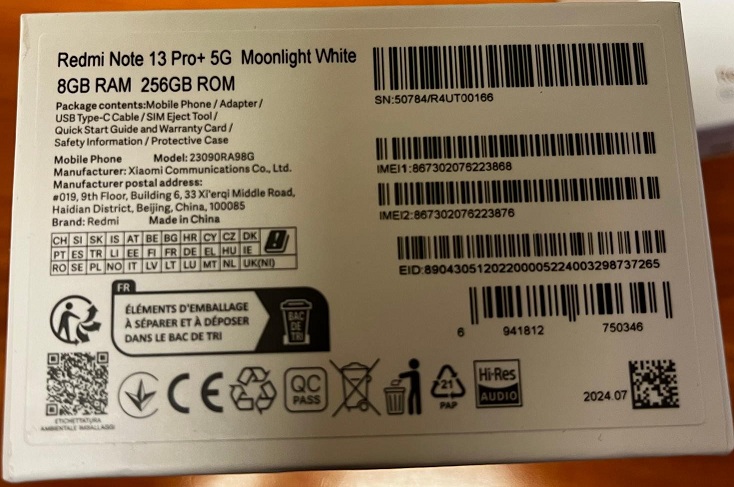 Redmi Note 13 Pro+ 5G Moonlight White
8GB RAM 256GB ROM
Package contents:Mobile Phone / Adapter /
USB Type-C Cable / SIM Eject Tool /
Quick Start Guide and Warranty Card /
Safety Information / Protective Case
Mobile Phone Model: 23090RA98G
Manufacturer: Xiaomi Communications Co., Ltd.
Manufacturer postal address:
#019, 9th Floor, Building 6, 33 Xi'erqi Middle Road,
Haidian District, Beijing, China, 100085
Brand: Redmi Made in China
CH SI SK IS AT BE BG HR CY CZ DK
PT ES TR LI EE FI FR DE EL HU IE
RO SE PL NO IT LV LT LU MT NL UK(NI)
SN:50784/R4UT00166
IMEI1:867302076223868
IMEI2:867302076223876
EID:89043051202200005224003298737265
6 941812 750346
FR
ÉLÉMENTS D'EMBALLAGE
À SÉPARER ET À DÉPOSER
DANS LE BAC DE TRI
BAC
DE
TRI
ETICHETTATURA
AMBIENTALE IMBALLAGGI
CE
QC
PASS
21
PAP
Hi-Res
AUDIO
2024.07